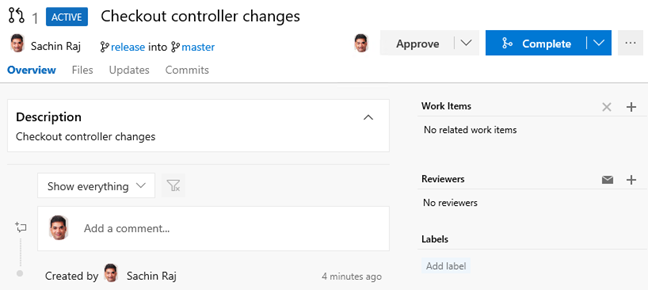 1 ACTIVE Checkout controller changes
Sachin Raj release into master Approve Complete ...
Overview Files Updates Commits
Description
Checkout controller changes
Work Items
No related work items
Show everything
Reviewers
No reviewers
Add a comment...
Labels
Add label
Created by Sachin Raj 4 minutes ago